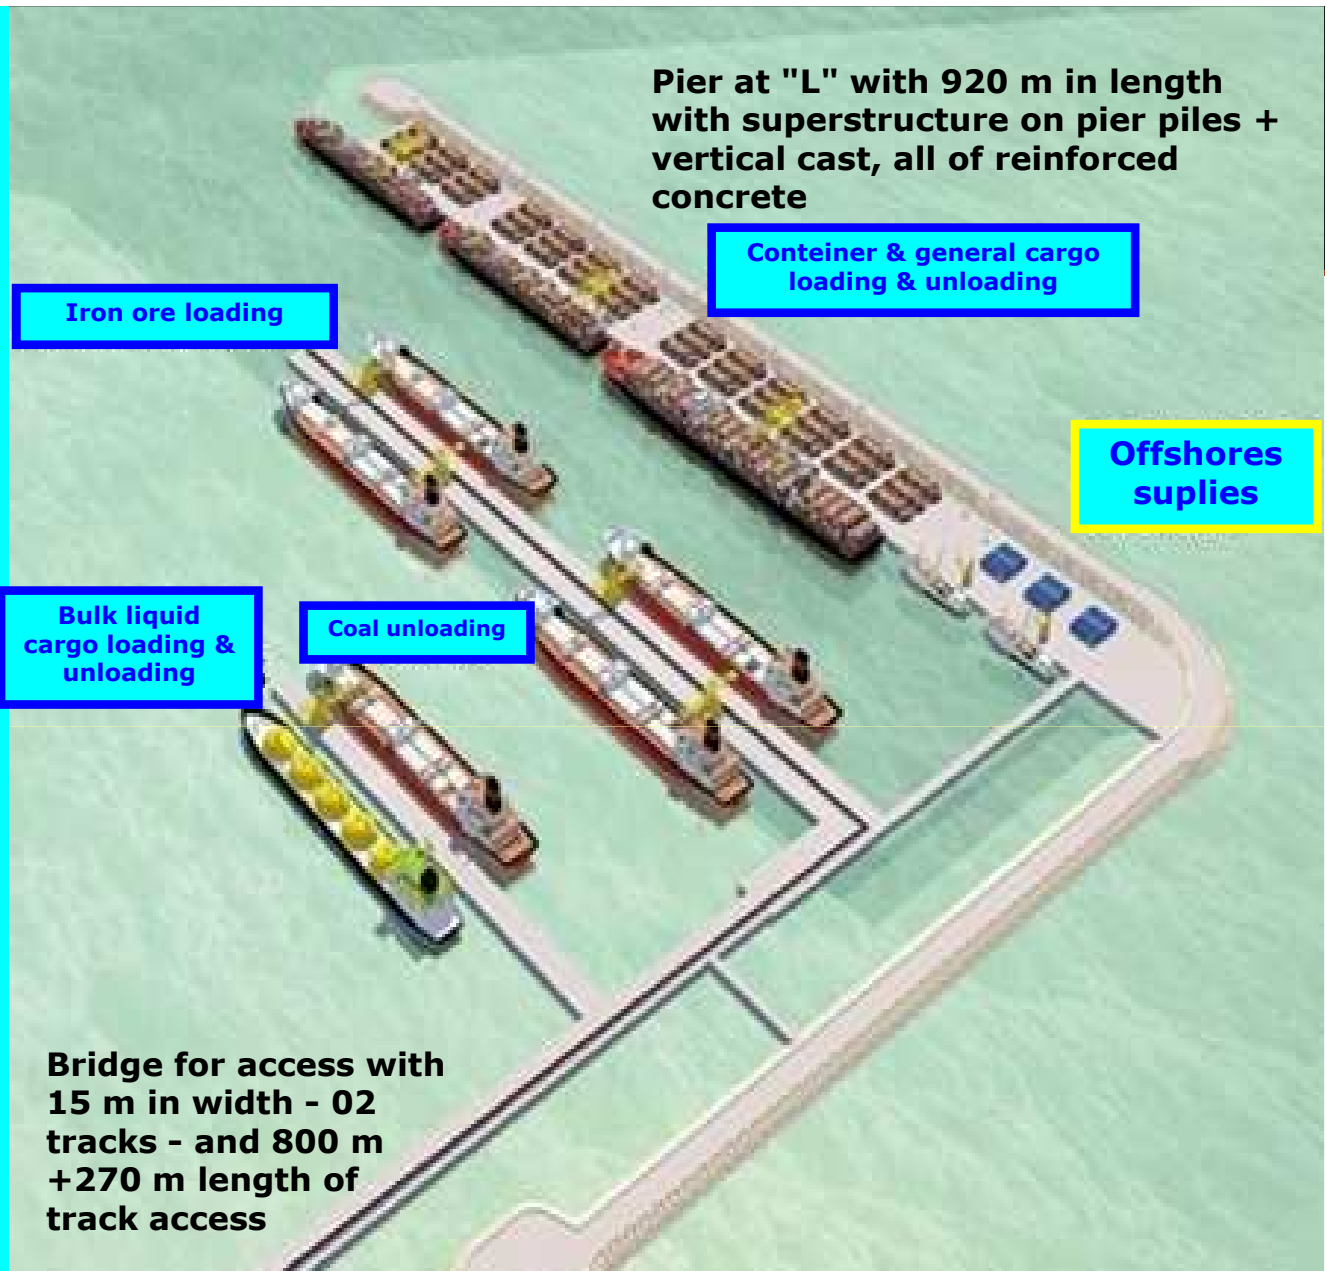 Pier at "L" with 920 m in length
with superstructure on pier piles +
vertical cast, all of reinforced
concrete
Conteiner & general cargo
loading & unloading
Iron ore loading
Offshores
suplies
Bulk liquid
cargo loading &
unloading
Coal unloading
Bridge for access with
15 m in width - 02
tracks - and 800 m
+270 m length of
track access